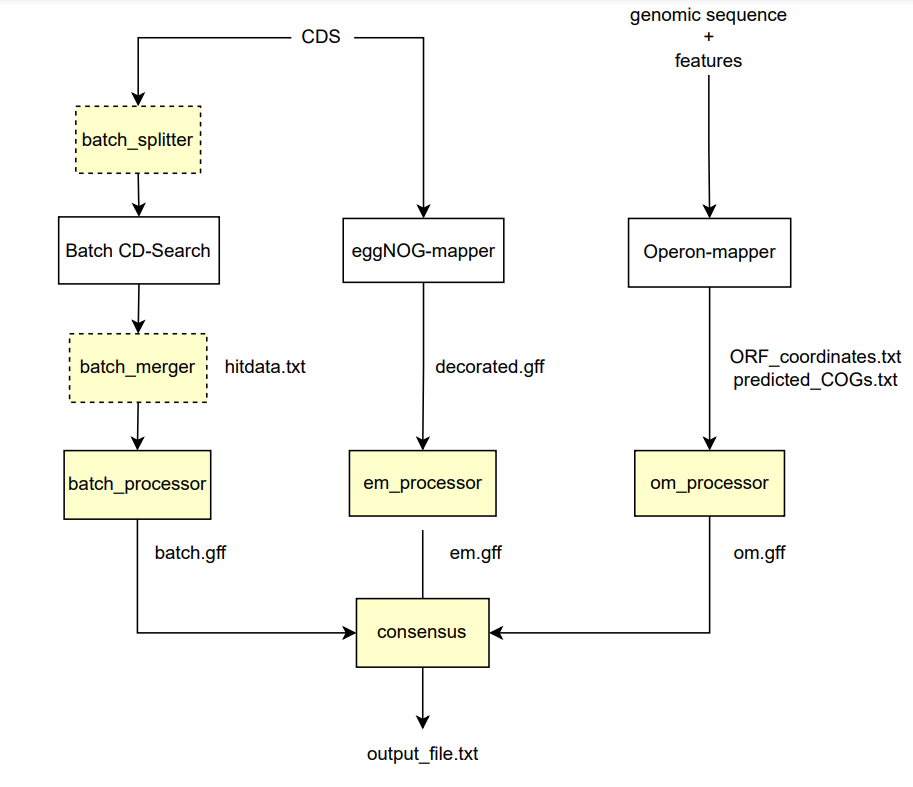 CDS
genomic sequence
+
features
batch_splitter
Batch CD-Search
eggNOG-mapper
Operon-mapper
batch_merger
hitdata.txt
decorated.gff
ORF_coordinates.txt
predicted_COGs.txt
batch_processor
em_processor
om_processor
batch.gff
em.gff
om.gff
consensus
output_file.txt